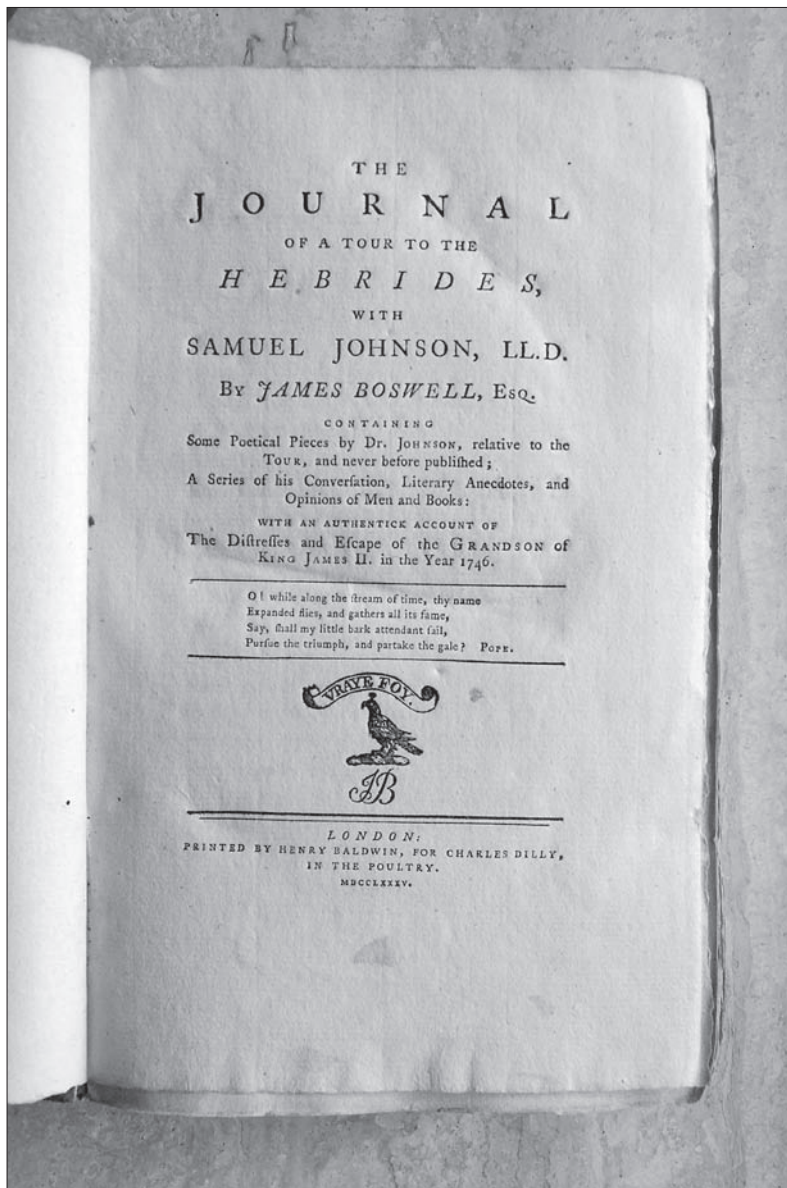 THE
JOURNAL
OF A TOUR TO THE
HEBRIDES,
WITH
SAMUEL JOHNSON, LL.D.
By JAMES BOSWELL, Esq.
CONTAINING
Some Poetical Pieces by Dr. Johnson, relative to the
Tour, and never before publiſhed;
A Series of his Converſation, Literary Anecdotes, and
Opinions of Men and Books:
WITH AN AUTHENTICK ACCOUNT OF
The Diſtreſſes and Eſcape of the GRANDSON of
King James II. in the Year 1746.
O! while along the ſtream of time, thy name
Expanded flies, and gathers all its fame,
Say, ſhall my little bark attendant ſail,
Purſue the triumph, and partake the gale? Pope.
VRAYE FOY.
JB
LONDON:
PRINTED BY HENRY BALDWIN, FOR CHARLES DILLY,
IN THE POULTRY.
MDCCLXXXV.